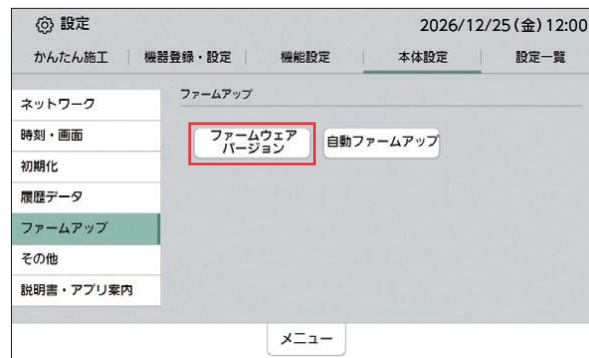 設定
2026/12/25(金)12:00
かんたん施工
機器登録・設定
機能設定
本体設定
設定一覧
ネットワーク
時刻・画面
初期化
履歴データ
ファームアップ
その他
説明書・アプリ案内
ファームアップ
ファームウェア
バージョン
自動ファームアップ
メニュー